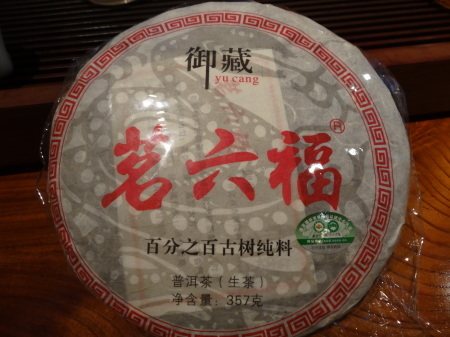 御藏
yu cang
茗六福®
百分之百古树纯料
普洱茶（生茶）
净含量：357克